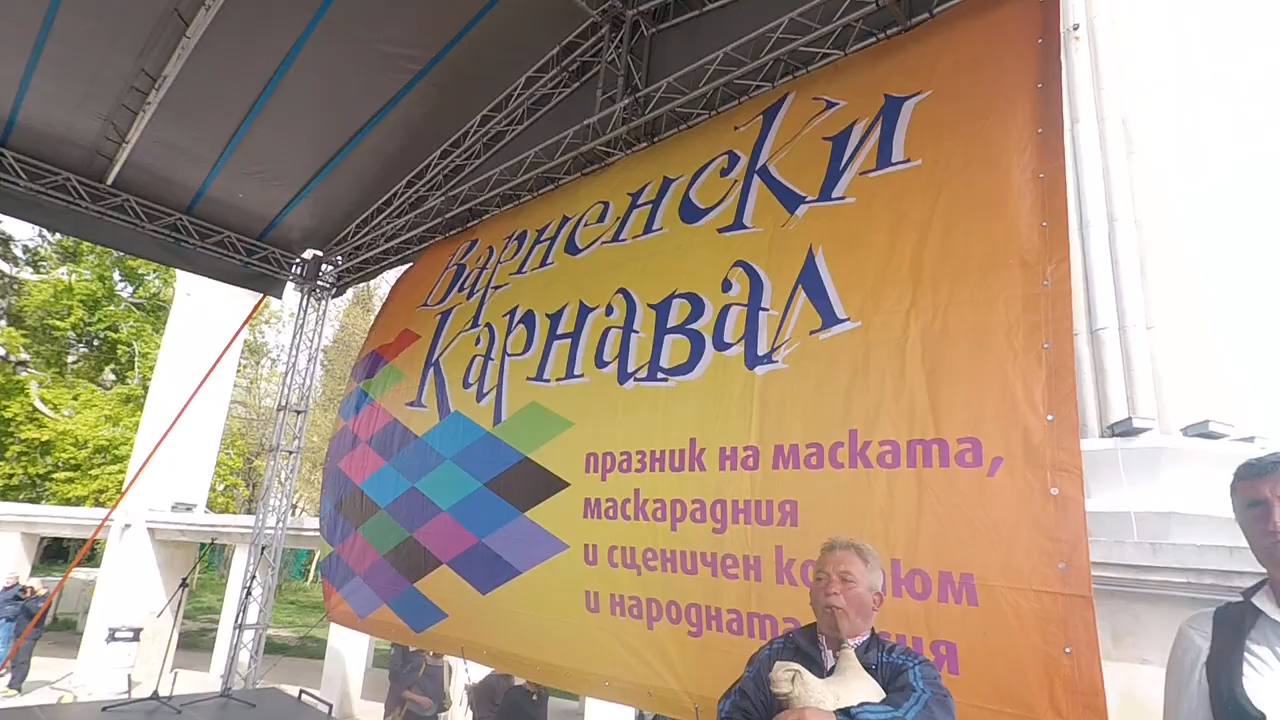 Варненски
Карнавал
празник на маската,
маскарадния
и сценичен
и народната